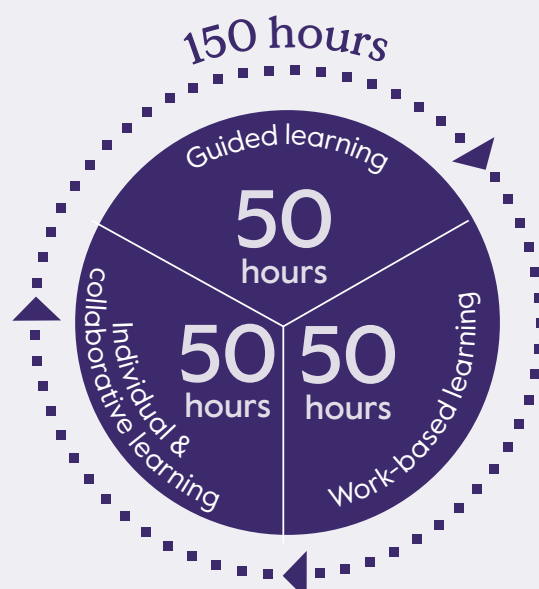 150 hours
Guided learning
50
hours
Individual &
collaborative learning
50
hours
50
hours
Work-based learning